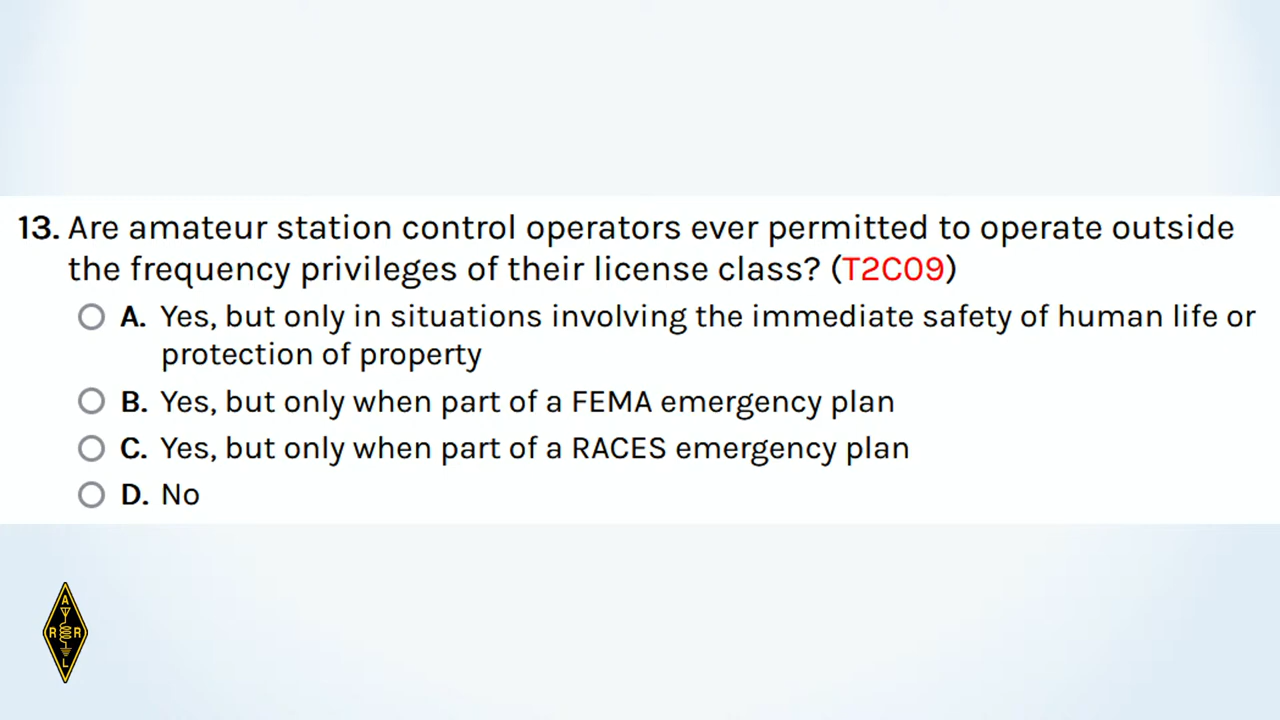 13. Are amateur station control operators ever permitted to operate outside
the frequency privileges of their license class? (T2C09)
A. Yes, but only in situations involving the immediate safety of human life or
protection of property
B. Yes, but only when part of a FEMA emergency plan
C. Yes, but only when part of a RACES emergency plan
D. No
A
R R
L